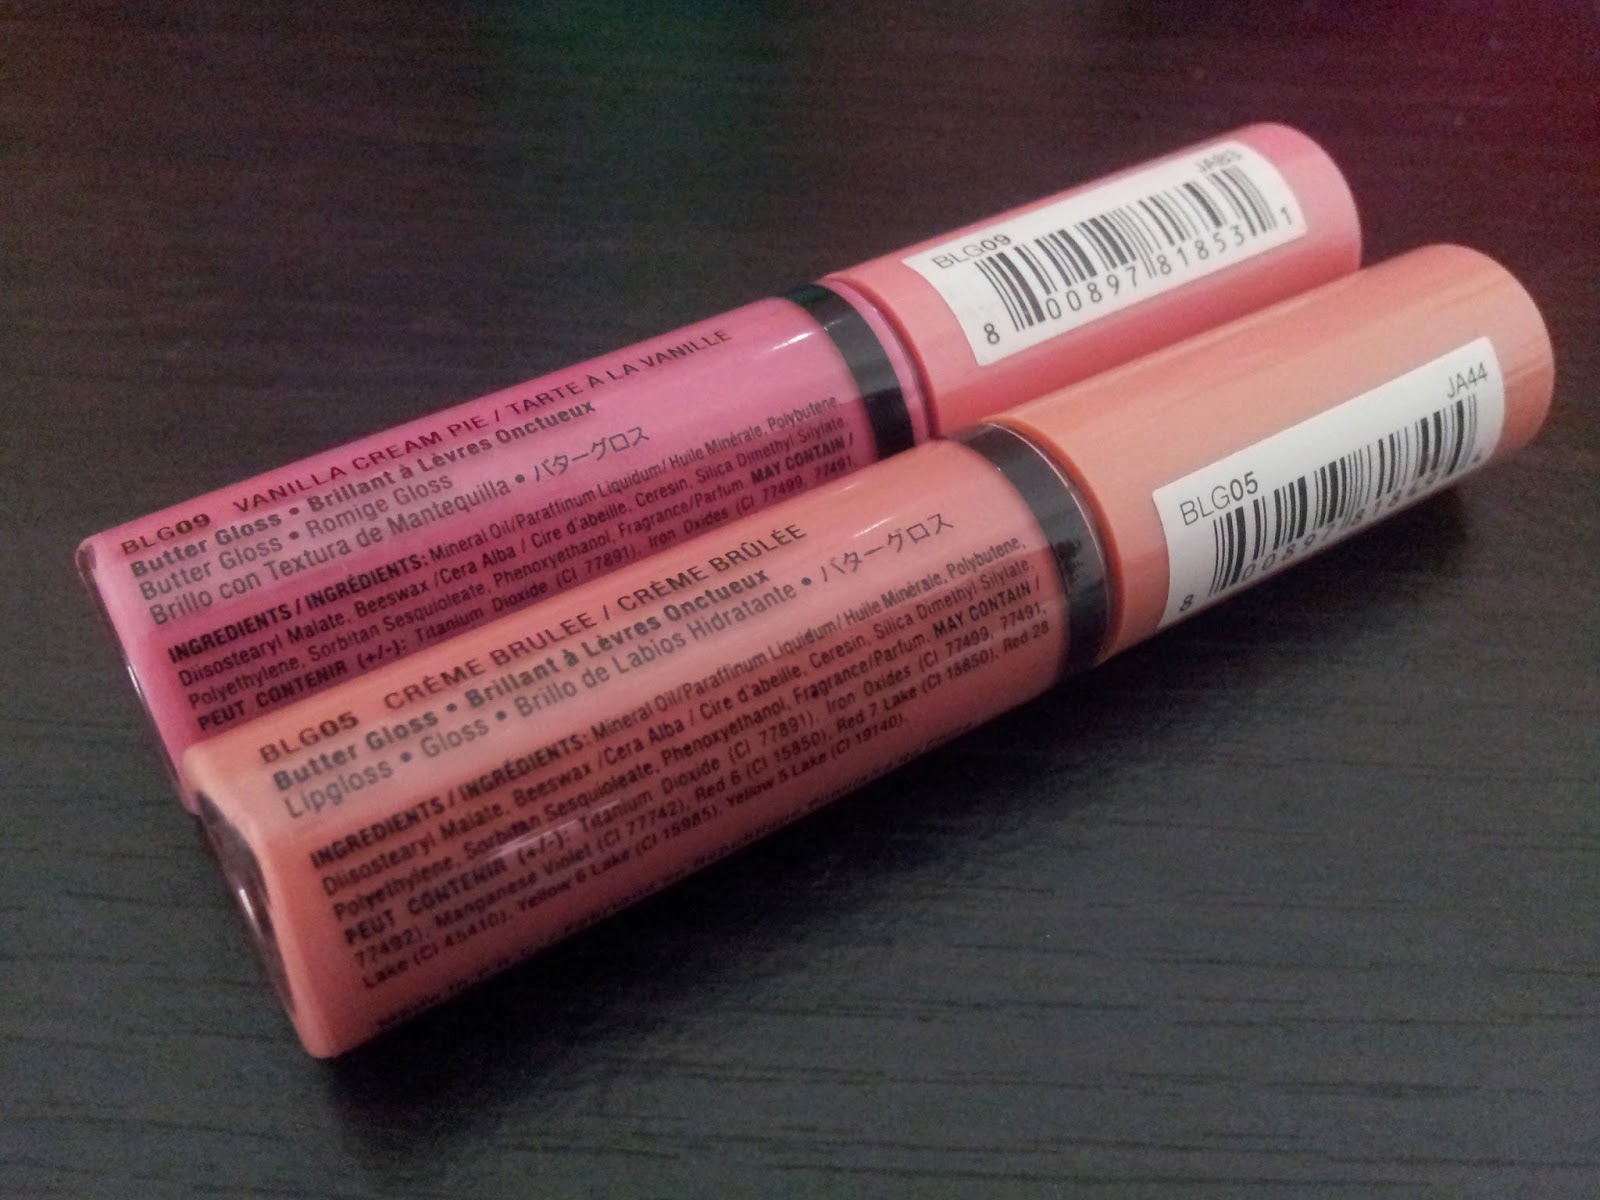 BLG09 VANILLA CREAM PIE / TARTE À LA VANILLE
Butter Gloss • Brillant à Lèvres Onctueux
Butter Gloss • Romige Gloss
Brillo con Textura de Mantequilla • バターグロス
INGREDIENTS / INGRÉDIENTS: Mineral Oil/Paraffinum Liquidum/ Huile Minérale, Polybutene,
Diisostearyl Malate, Beeswax /Cera Alba / Cire d'abeille, Ceresin, Silica Dimethyl Silylate,
Polyethylene, Sorbitan Sesquioleate, Phenoxyethanol, Fragrance/Parfum. MAY CONTAIN /
PEUT CONTENIR (+/-): Titanium Dioxide (CI 77891), Iron Oxides (CI 77499, 77491,
BLG09 JA83
8 00897 81853 1
BLG05 CRÈME BRULEE / CRÈME BRÛLÉE
Butter Gloss • Brillant à Lèvres Onctueux
Lipgloss • Gloss • Brillo de Labios Hidratante • バターグロス
INGREDIENTS / INGRÉDIENTS: Mineral Oil/Paraffinum Liquidum/ Huile Minérale, Polybutene,
Diisostearyl Malate, Beeswax /Cera Alba / Cire d'abeille, Ceresin, Silica Dimethyl Silylate,
Polyethylene, Sorbitan Sesquioleate, Phenoxyethanol, Fragrance/Parfum. MAY CONTAIN /
PEUT CONTENIR (+/-): Titanium Dioxide (CI 77891), Iron Oxides (CI 77499, 77491,
77492), Manganese Violet (CI 77742), Red 6 (CI 15850), Red 7 Lake (CI 15850), Red 28
Lake (CI 45410), Yellow 6 Lake (CI 15985), Yellow 5 Lake (CI 19140).
BLG05 JA44
8 00897